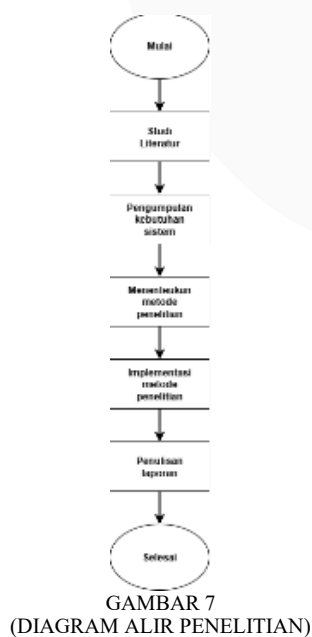 Mulai
Studi
Literatur
Pengumpulan
kebutuhan
sistem
Menentukan
metode
penelitian
Implementasi
metode
penelitian
Penulisan
laporan
Selesai
GAMBAR 7
(DIAGRAM ALIR PENELITIAN)